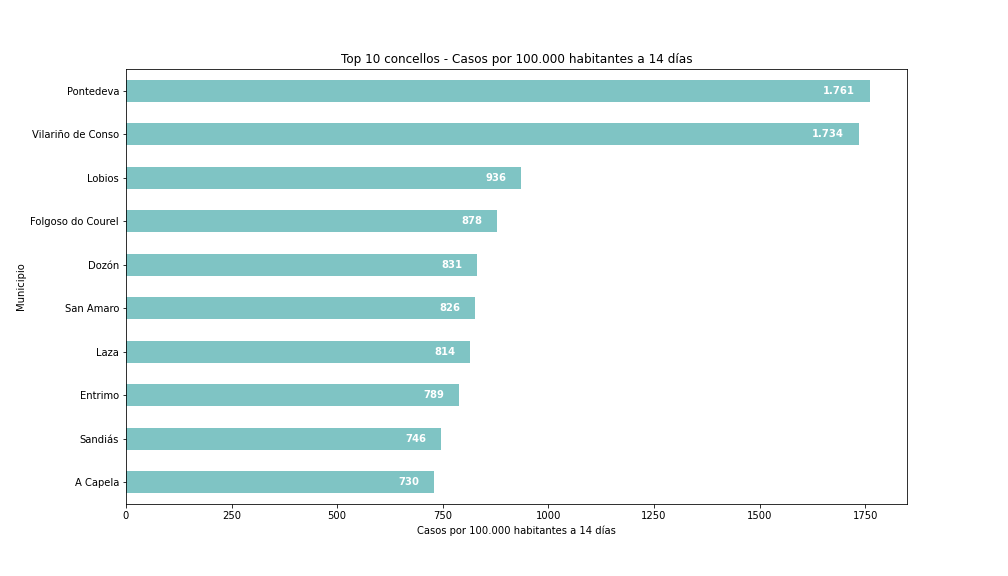 Top 10 concellos - Casos por 100.000 habitantes a 14 días
Municipio
Pontedeva 1.761
Vilariño de Conso 1.734
Lobios 936
Folgoso do Courel 878
Dozón 831
San Amaro 826
Laza 814
Entrimo 789
Sandiás 746
A Capela 730
0 250 500 750 1000 1250 1500 1750
Casos por 100.000 habitantes a 14 días